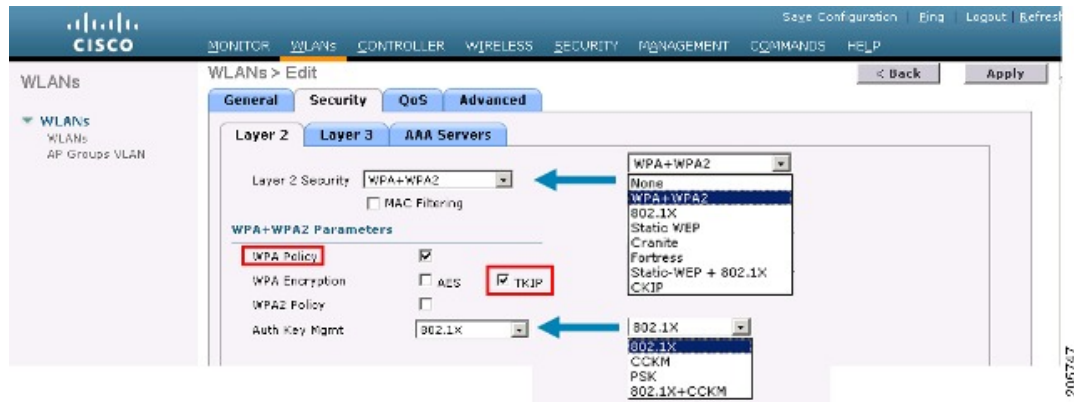 Save Configuration Ping Logout Refresh
CISCO
MONITOR WLANs CONTROLLER WIRELESS SECURITY MANAGEMENT COMMANDS HELP
WLANs
WLANs > Edit
< Back Apply
General Security QoS Advanced
WLANs
WLANs
AP Groups VLAN
Layer 2 Layer 3 AAA Servers
Layer 2 Security WPA+WPA2
MAC Filtering
WPA+WPA2
None
WPA+WPA2
802.1X
Static WEP
Cranite
Fortress
Static-WEP + 802.1X
CKIP
WPA+WPA2 Parameters
WPA Policy
WPA Encryption AES TKIP
WPA2 Policy
Auth Key Mgmt 802.1X
802.1X
802.1X
CCKM
PSK
802.1X+CCKM
205747